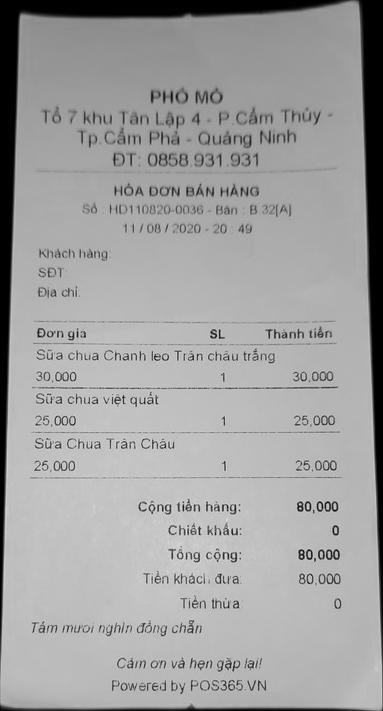 PHÔ MÔ
Tổ 7 khu Tân Lập 4 - P.Cẩm Thủy -
Tp.Cẩm Phả - Quảng Ninh
ĐT: 0858.931.931
HÓA ĐƠN BÁN HÀNG
Số : HD110820-0036 - Bàn : B 32[A]
11 / 08 / 2020 - 20 : 49
Khách hàng:
SĐT:
Địa chỉ:
Đơn giá SL Thành tiền
Sữa chua Chanh leo Trân châu trắng
30,000 1 30,000
Sữa chua việt quất
25,000 1 25,000
Sữa Chua Trân Châu
25,000 1 25,000
Cộng tiền hàng: 80,000
Chiết khấu: 0
Tổng cộng: 80,000
Tiền khách đưa: 80,000
Tiền thừa: 0
Tám mươi nghìn đồng chẵn
Cảm ơn và hẹn gặp lại!
Powered by POS365.VN